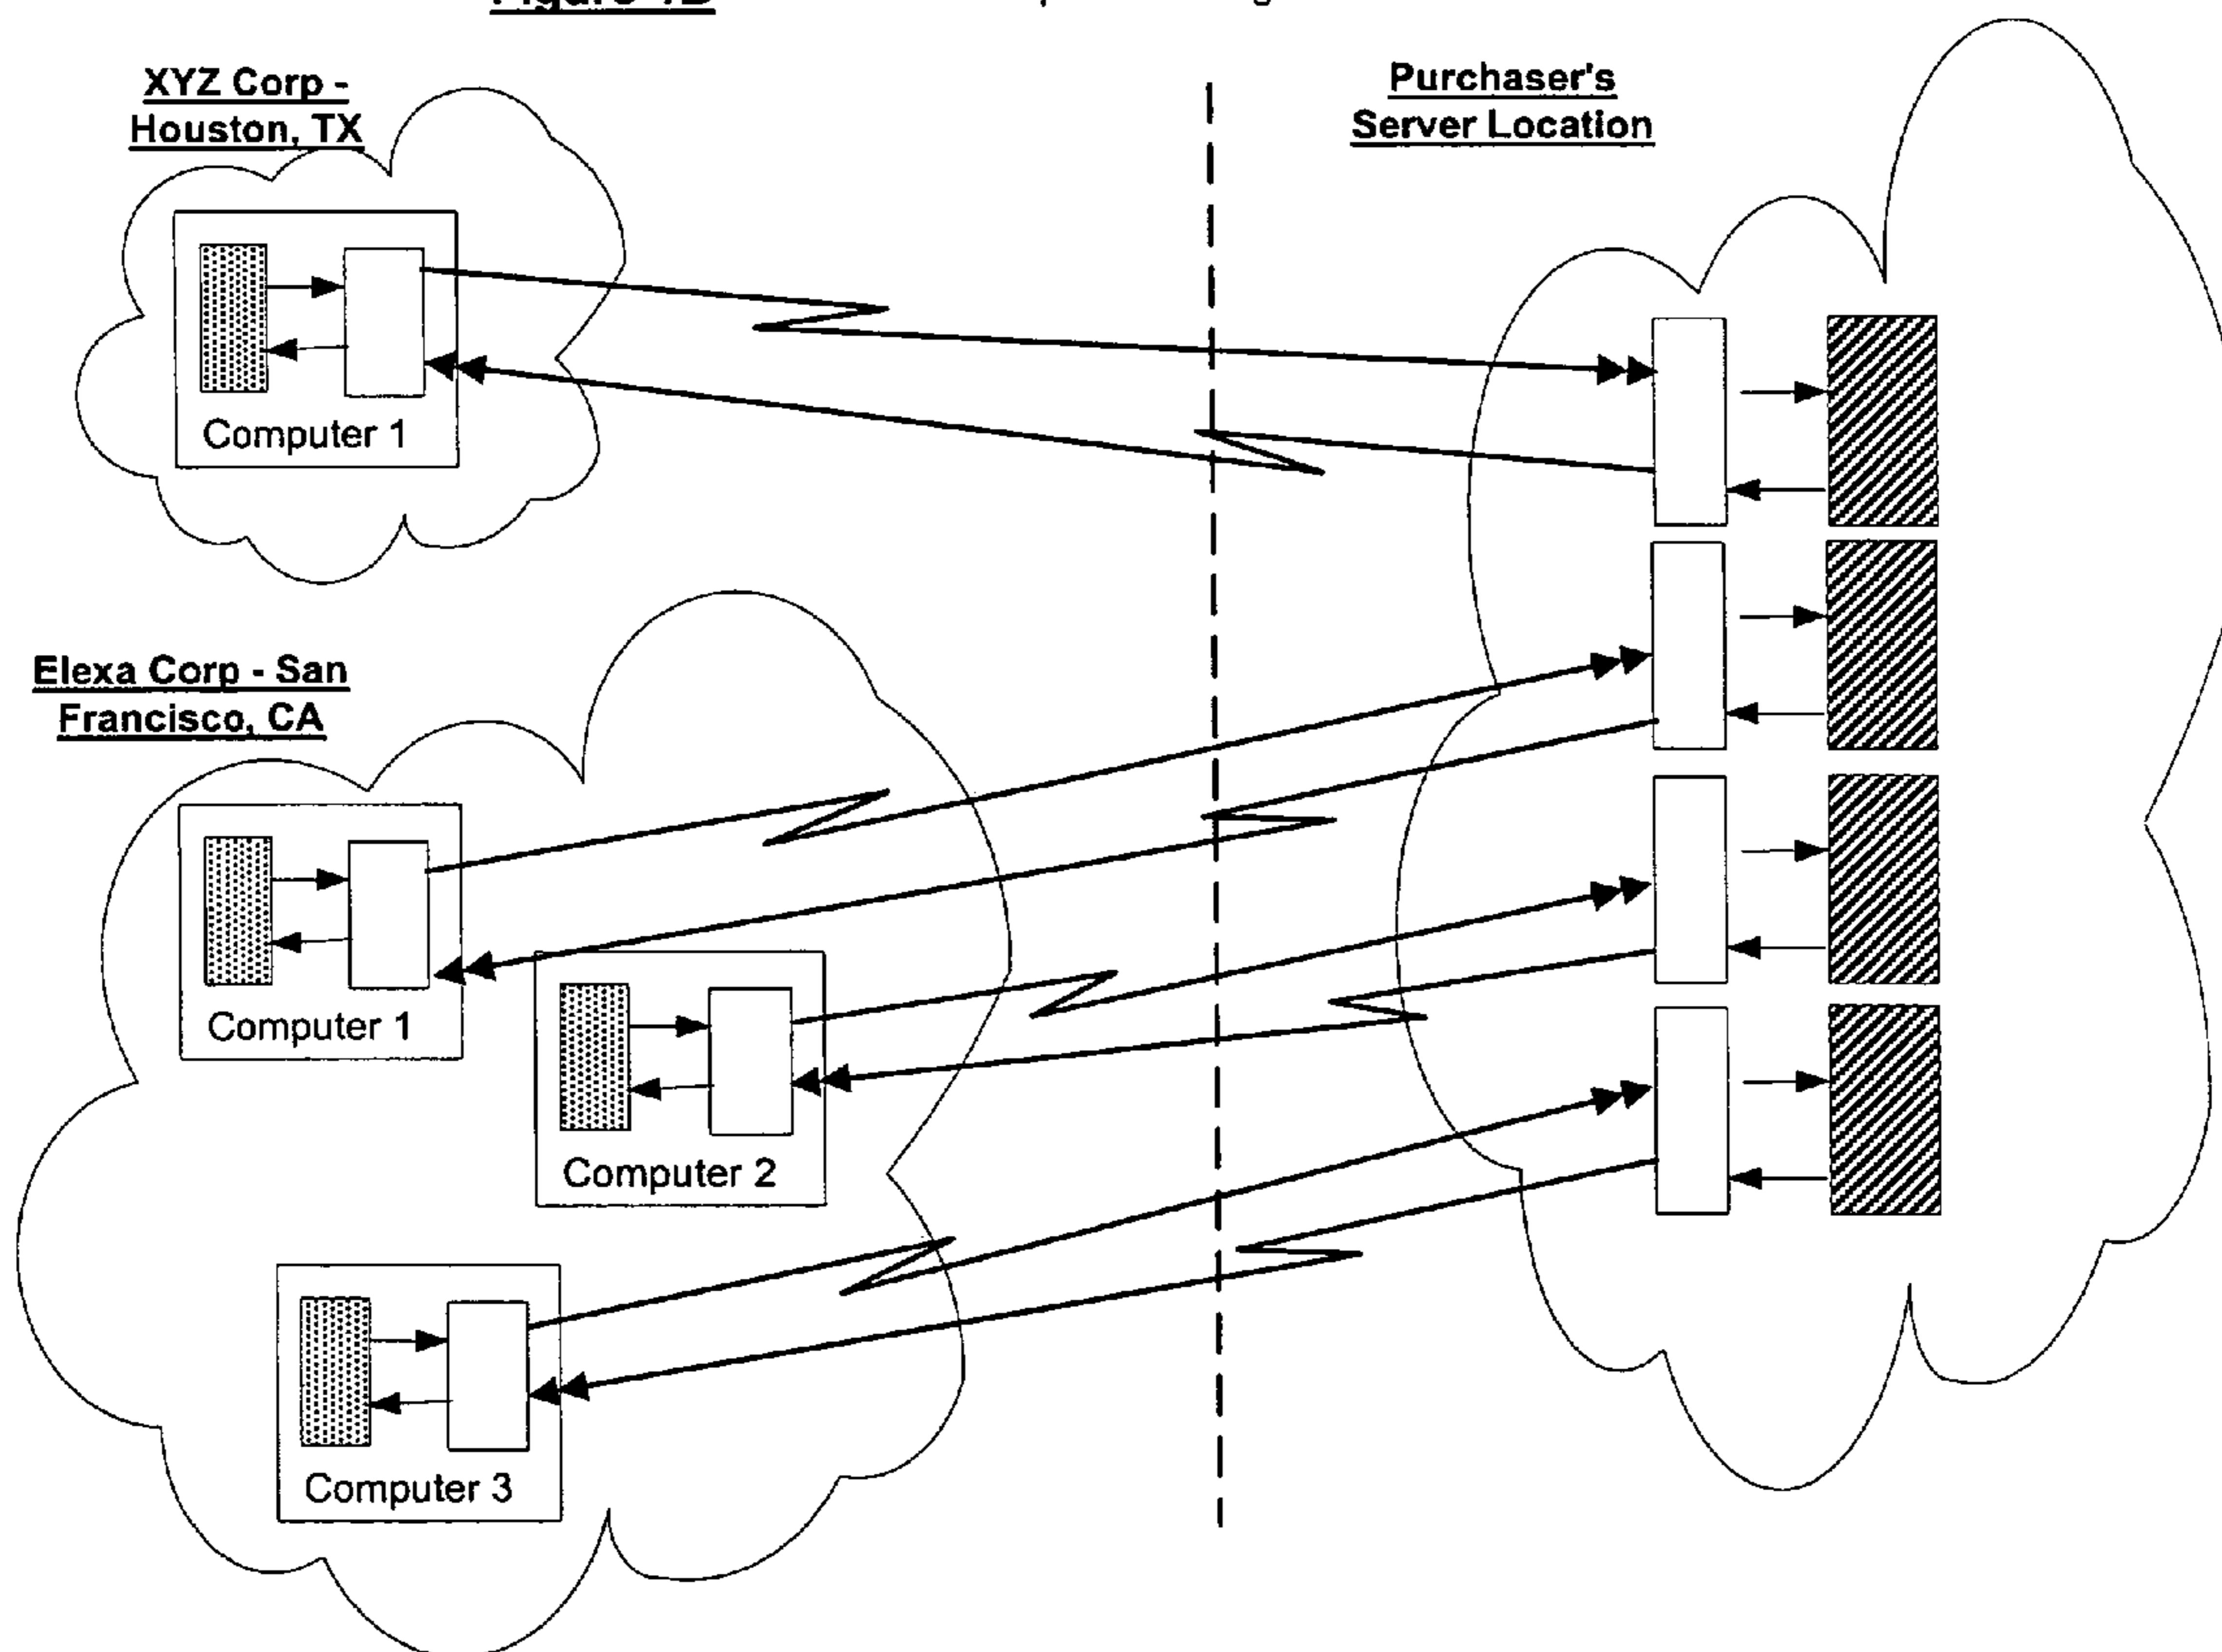 XYZ Corp -
Houston, TX
Purchaser's
Server Location
Computer 1
Elexa Corp - San
Francisco, CA
Computer 1
Computer 2
Computer 3